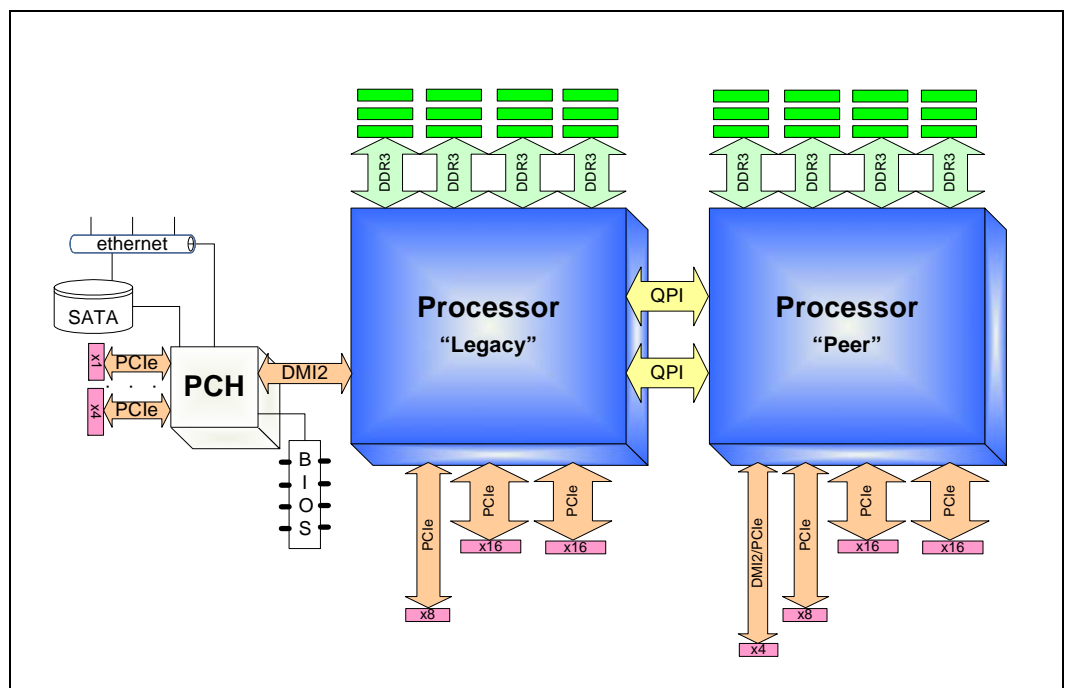 DDR3
DDR3
DDR3
DDR3
DDR3
DDR3
DDR3
DDR3
ethernet
SATA
x1
PCIe
. . .
x4
PCIe
PCH
DMI2
B
I
O
S
Processor
“Legacy”
QPI
QPI
Processor
“Peer”
PCIe
x8
PCIe
x16
PCIe
x16
DMI2/PCIe
x4
PCIe
x8
PCIe
x16
PCIe
x16